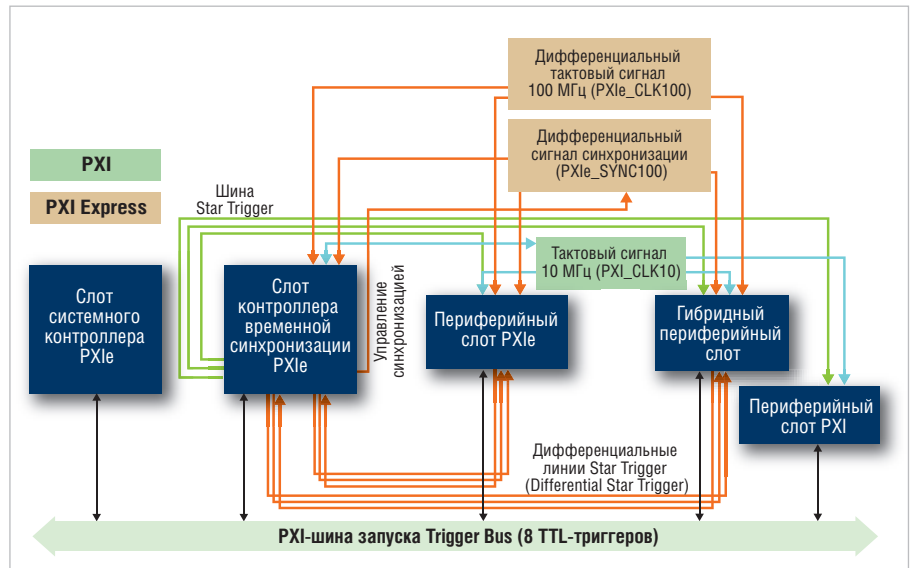 Дифференциальный
тактовый сигнал
100 МГц (PXIe_CLK100)
Дифференциальный
сигнал синхронизации
(PXIe_SYNC100)
PXI
PXI Express
Шина
Star Trigger
Тактовый сигнал
10 МГц (PXI_CLK10)
Слот
системного
контроллера
PXIe
Слот
контроллера
временной
синхронизации
PXIe
Управление
синхронизацией
Периферийный
слот PXIe
Гибридный
периферийный
слот
Периферийный
слот PXI
Дифференциальные
линии Star Trigger
(Differential Star Trigger)
PXI-шина запуска Trigger Bus (8 TTL-триггеров)